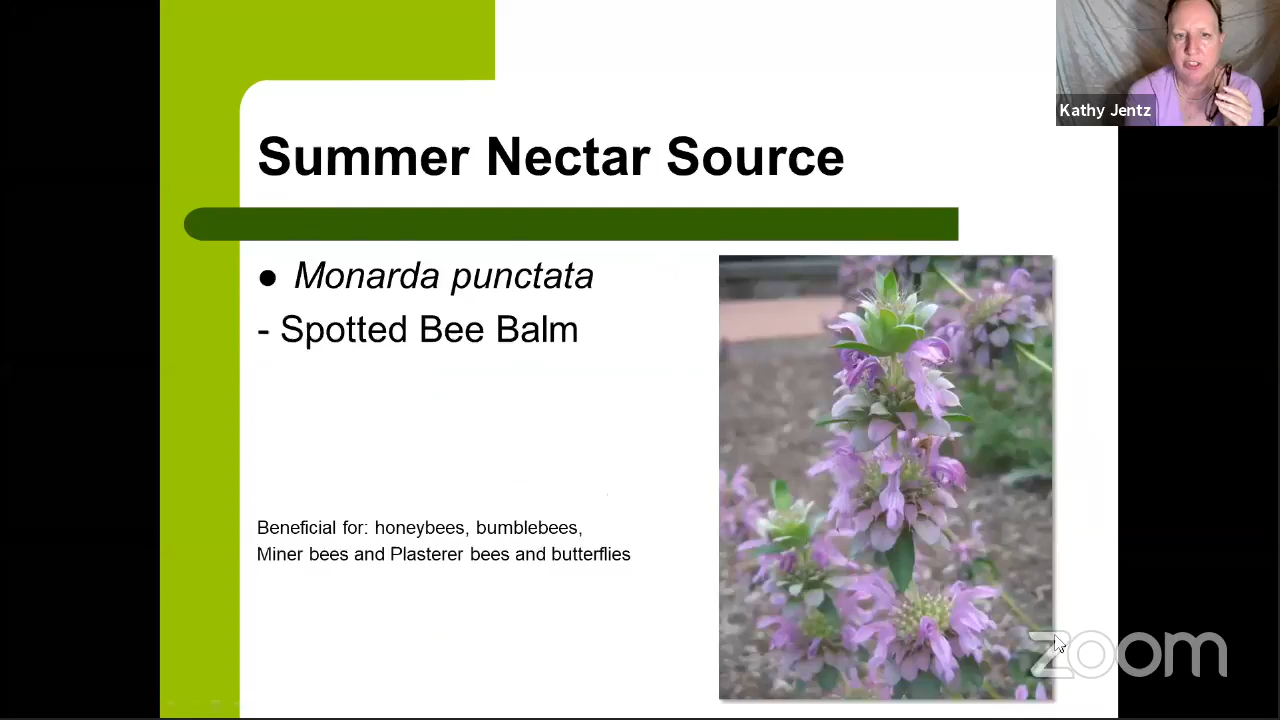 Kathy Jentz
Summer Nectar Source
● Monarda punctata
- Spotted Bee Balm
Beneficial for: honeybees, bumblebees,
Miner bees and Plasterer bees and butterflies
zoom